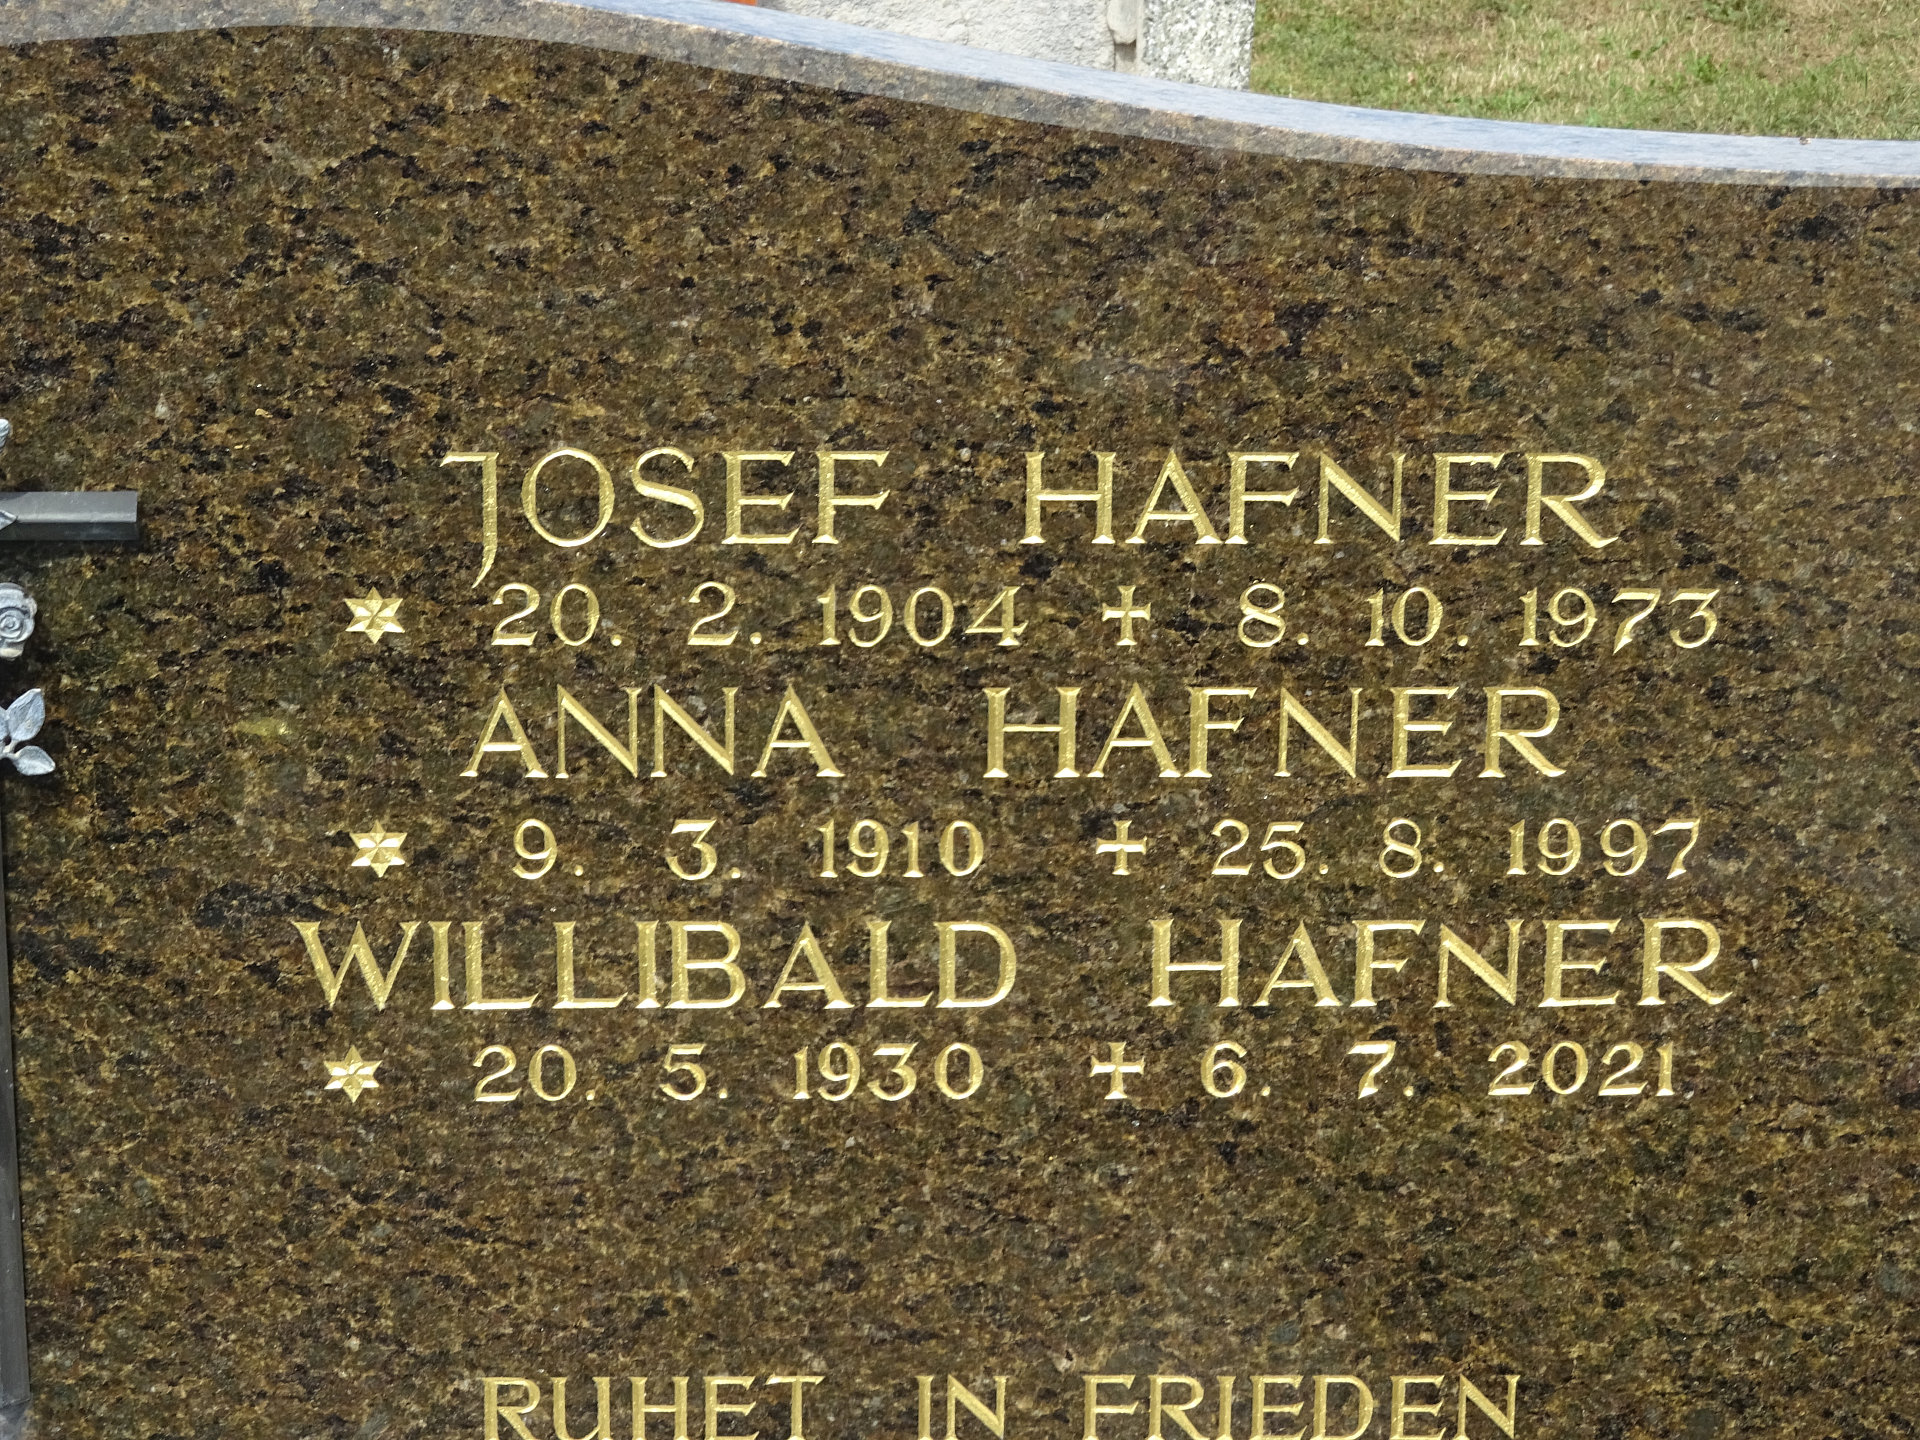 JOSEF HAFNER
✶ 20. 2. 1904 ✝ 8. 10. 1973
ANNA HAFNER
✶ 9. 3. 1910 ✝ 25. 8. 1997
WILLIBALD HAFNER
✶ 20. 5. 1930 ✝ 6. 7. 2021
RUHET IN FRIEDEN